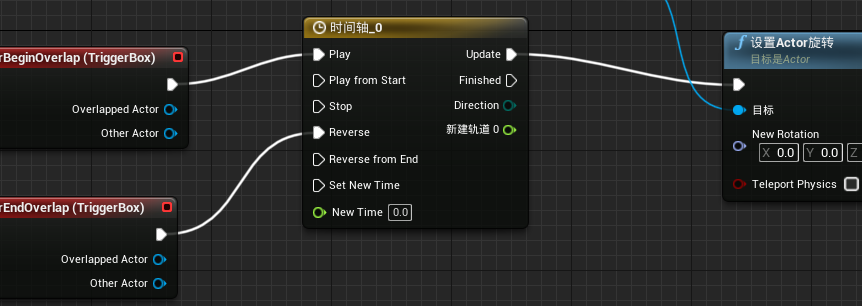 rBeginOverlap (TriggerBox)
Overlapped Actor
Other Actor
rEndOverlap (TriggerBox)
Overlapped Actor
Other Actor
时间轴_0
Play
Update
Play from Start
Finished
Stop
Direction
Reverse
新建轨道 0
Reverse from End
Set New Time
New Time 0.0
f 设置Actor旋转
目标是Actor
目标
New Rotation
X 0.0 Y 0.0 Z
Teleport Physics